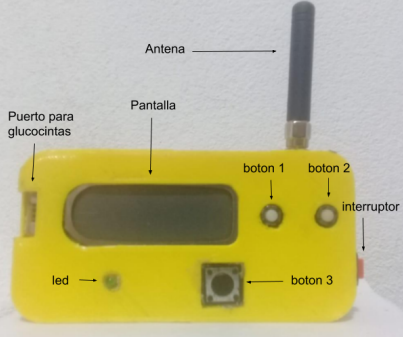 Antena
Pantalla
Puerto para
glucocintas
boton 1
boton 2
interruptor
led
boton 3